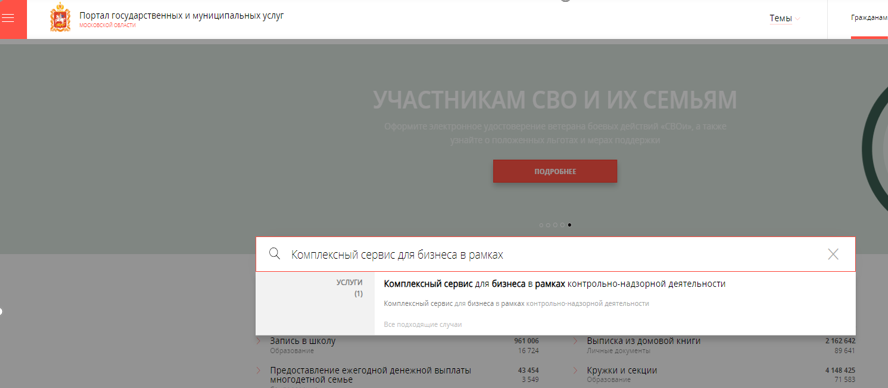 Портал государственных и муниципальных услуг
МОСКОВСКОЙ ОБЛАСТИ
Темы
Гражданам
УЧАСТНИКАМ СВО И ИХ СЕМЬЯМ
Оформите электронное удостоверение ветерана боевых действий «СВОи», а также
узнайте о положенных льготах и мерах поддержки
ПОДРОБНЕЕ
Комплексный сервис для бизнеса в рамках
УСЛУГИ
(1)
Комплексный сервис для бизнеса в рамках контрольно-надзорной деятельности
Комплексный сервис для бизнеса в рамках контрольно-надзорной деятельности
Все подходящие случаи
Запись в школу 961 006
Образование 16 724
Предоставление ежегодной денежной выплаты 43 454
многодетной семье 3 549
Выписка из домовой книги 2 162 642
Личные документы 89 641
Кружки и секции 4 148 425
Образование 71 583